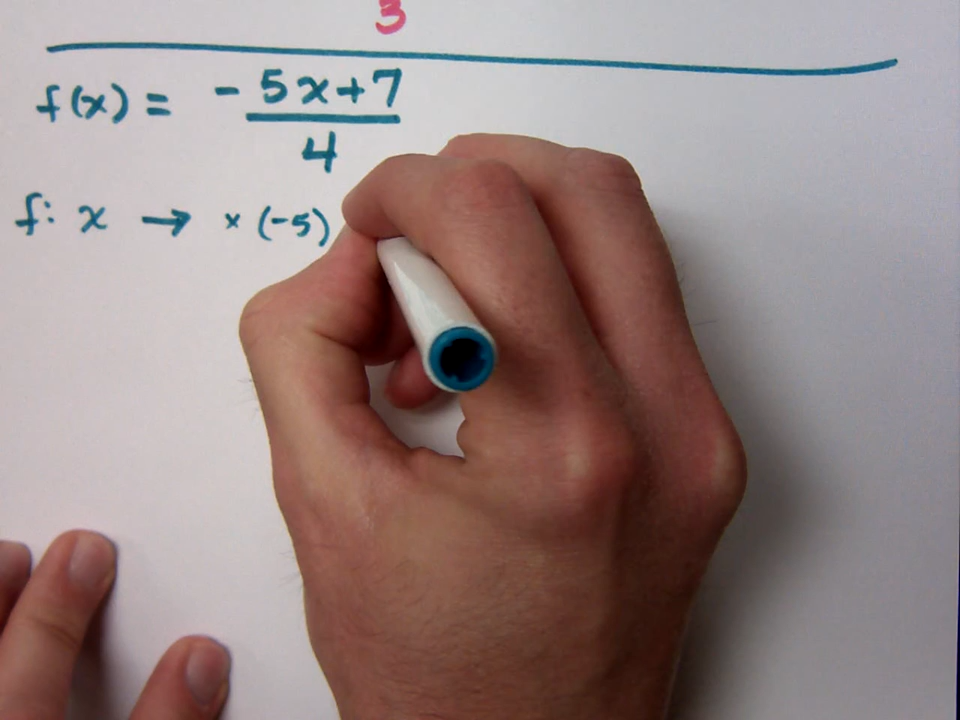 3
f(x) = -5x+7
4
f: x → × (-5)